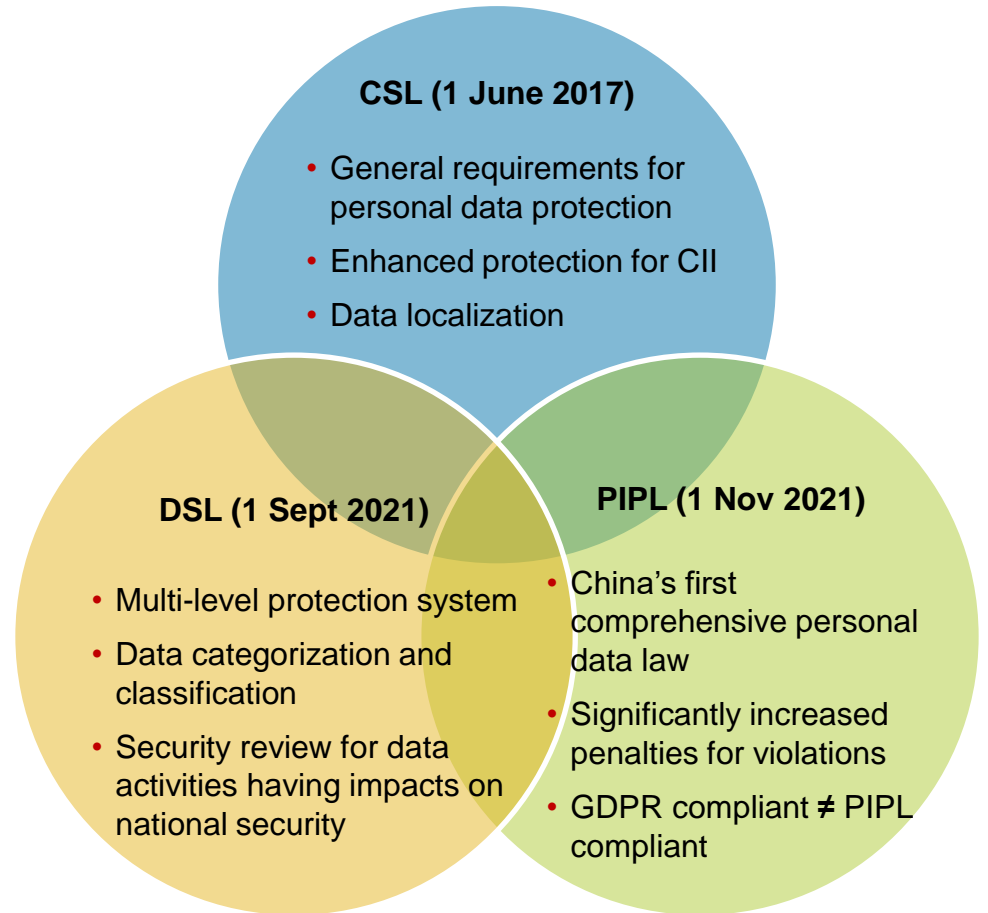 CSL (1 June 2017)
• General requirements for
personal data protection
• Enhanced protection for CII
• Data localization
DSL (1 Sept 2021)
• Multi-level protection system
• Data categorization and
classification
• Security review for data
activities having impacts on
national security
PIPL (1 Nov 2021)
• China’s first
comprehensive personal
data law
• Significantly increased
penalties for violations
• GDPR compliant ≠ PIPL
compliant